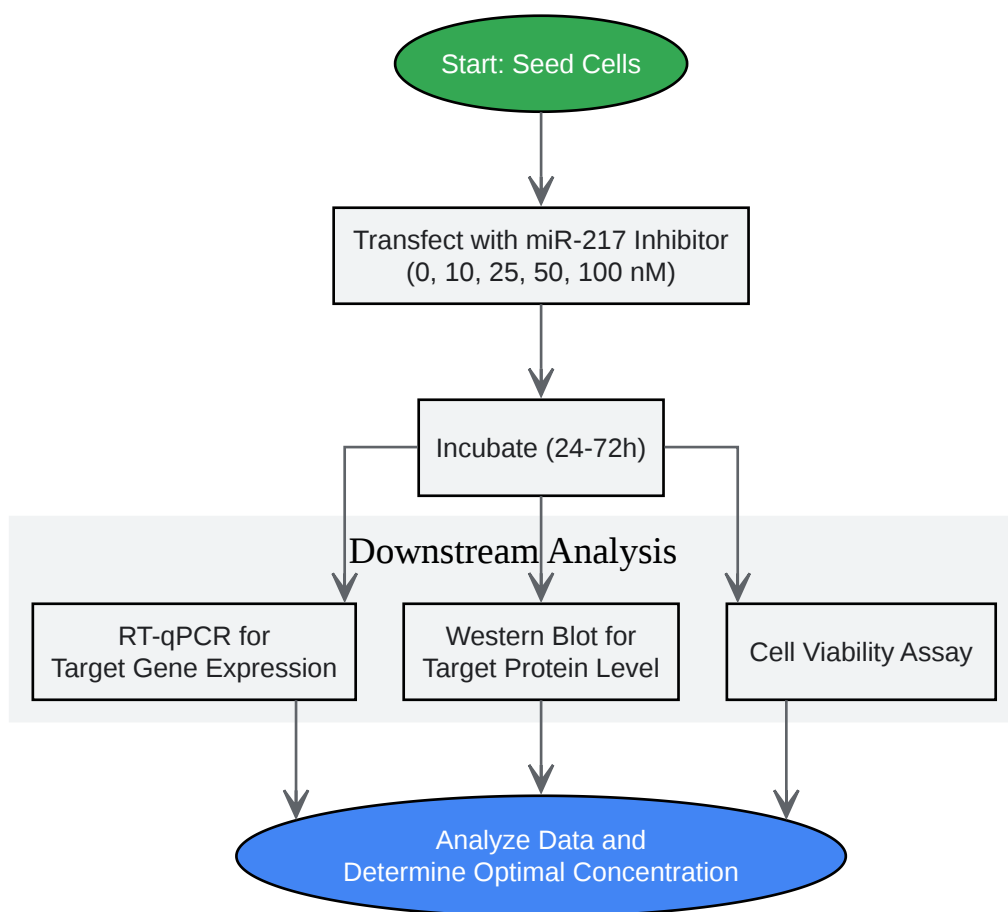 Start: Seed Cells
Transfect with miR-217 Inhibitor
(0, 10, 25, 50, 100 nM)
Incubate (24-72h)
Downstream Analysis
RT-qPCR for
Target Gene Expression
Western Blot for
Target Protein Level
Cell Viability Assay
Analyze Data and
Determine Optimal Concentration